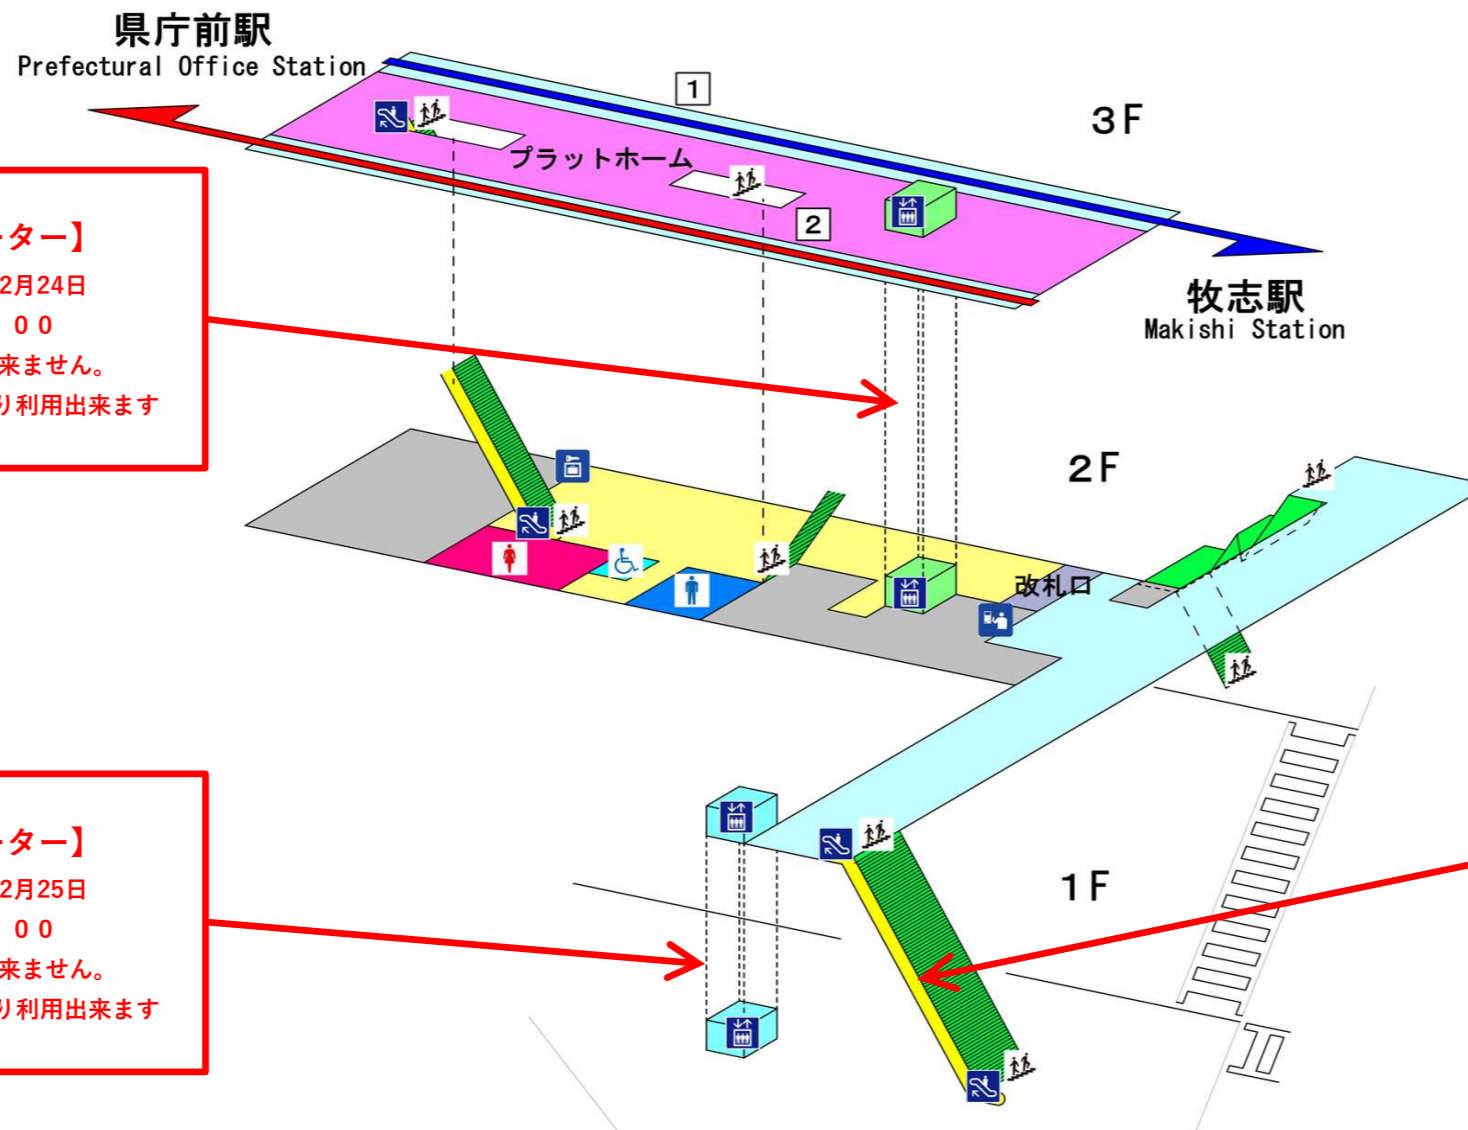 県庁前駅
Prefectural Office Station
1
3F
プラットホーム
2
牧志駅
Makishi Station
ーター】
2月24日
００
来ません。
り利用出来ます
2F
改札口
ーター】
2月25日
：００
来ません。
り利用出来ます
1F